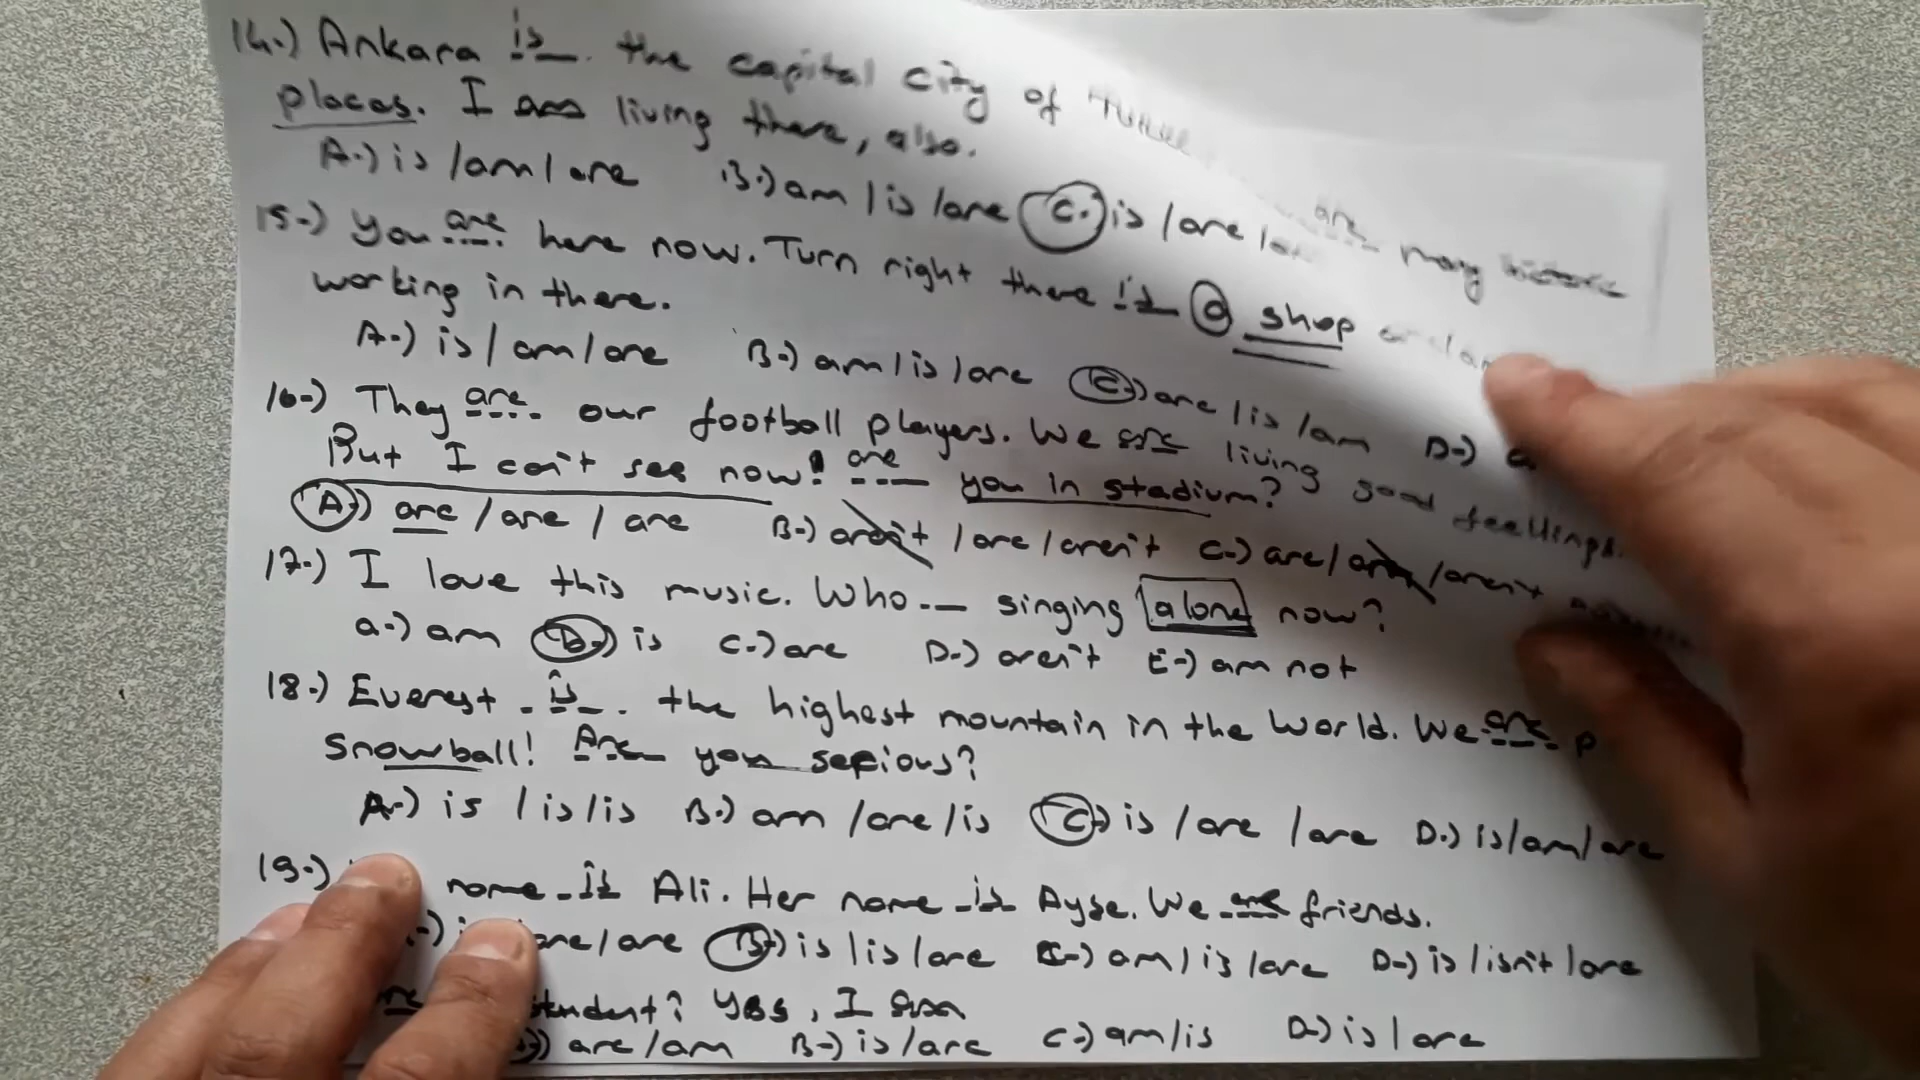 14.) Ankara is the capital city of
are many
places. I am living there, also.
A.) is / am / are B.) am / is / are C.) is / are /
15.) You are here now. Turn right there is a shop
working in there.
A.) is / am / are B.) am / is / are C.) are / is / am D.)
16.) They are our football players. We are living good feelings.
But I can't see now! are you in stadium?
A.) are / are / are B.) aren't / are / aren't C.) are / / aren't
17.) I love this music. Who singing alone now?
a.) am b.) is c.) are D.) aren't E.) am not
18.) Everest is the highest mountain in the world. We are
snowball! Are you serious?
A.) is / is / is B.) am / are / is C.) is / are / are D.) is / am / are
19.) name is Ali. Her name is Ayşe. We are friends.
are / are B.) is / is / are C.) am / is / are D.) is / isn't / are
student? Yes, I am
are / am B.) is / are C.) am / is D.) is / are